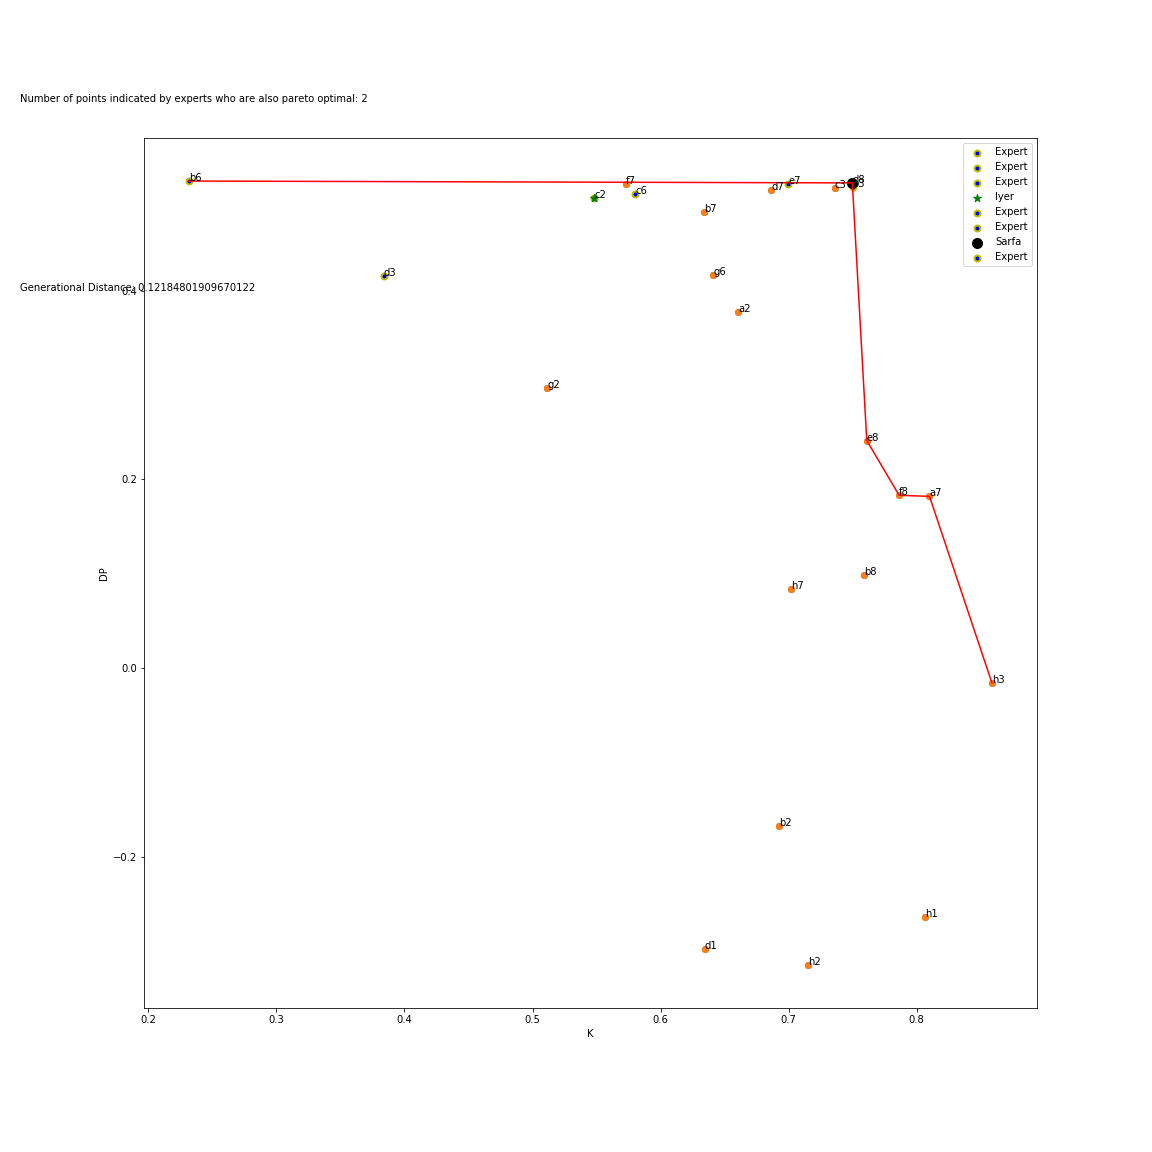 Number of points indicated by experts who are also pareto optimal: 2
Expert
Expert
Expert
Iyer
Expert
Expert
Sarfa
Expert
b6
f7
e7
d8
d7
c3
c6
c2
b7
g6
d3
Generational Distance: 0.12184801909670122
0.4
a2
g2
e8
0.2
f8
a7
b8
h7
DP
0.0
h3
b2
−0.2
h1
d1
h2
0.2 0.3 0.4 0.5 0.6 0.7 0.8
K